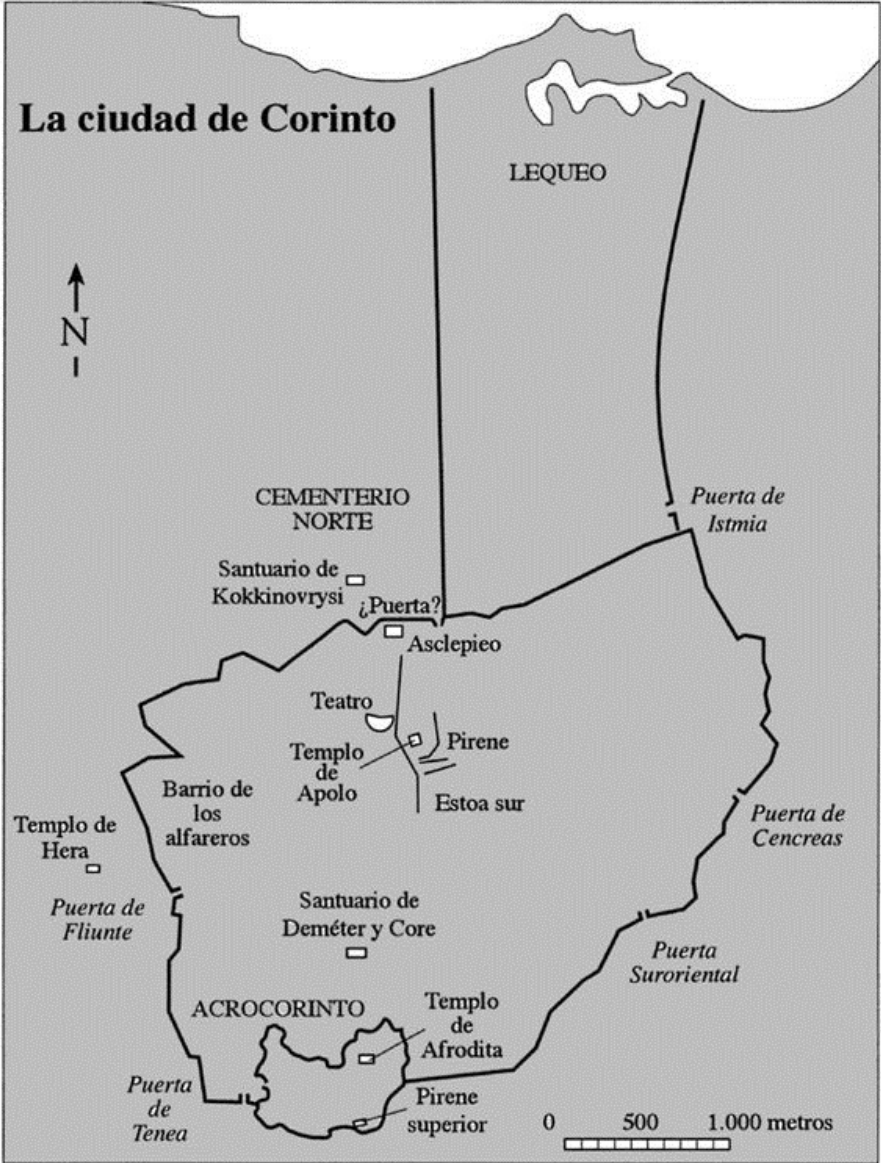 La ciudad de Corinto
LEQUEO
N
CEMENTERIO
NORTE
Puerta de
Istmia
Santuario de
Kokkinovrysi
¿Puerta?
Asclepieo
Teatro
Templo
de
Apolo
Pirene
Estoa sur
Barrio de
los
alfareros
Templo de
Hera
Puerta de
Cencreas
Puerta de
Fliunte
Santuario de
Deméter y Core
Puerta
Suroriental
ACROCORINTO
Templo
de
Afrodita
Puerta
de
Tenea
Pirene
superior
0 500 1.000 metros